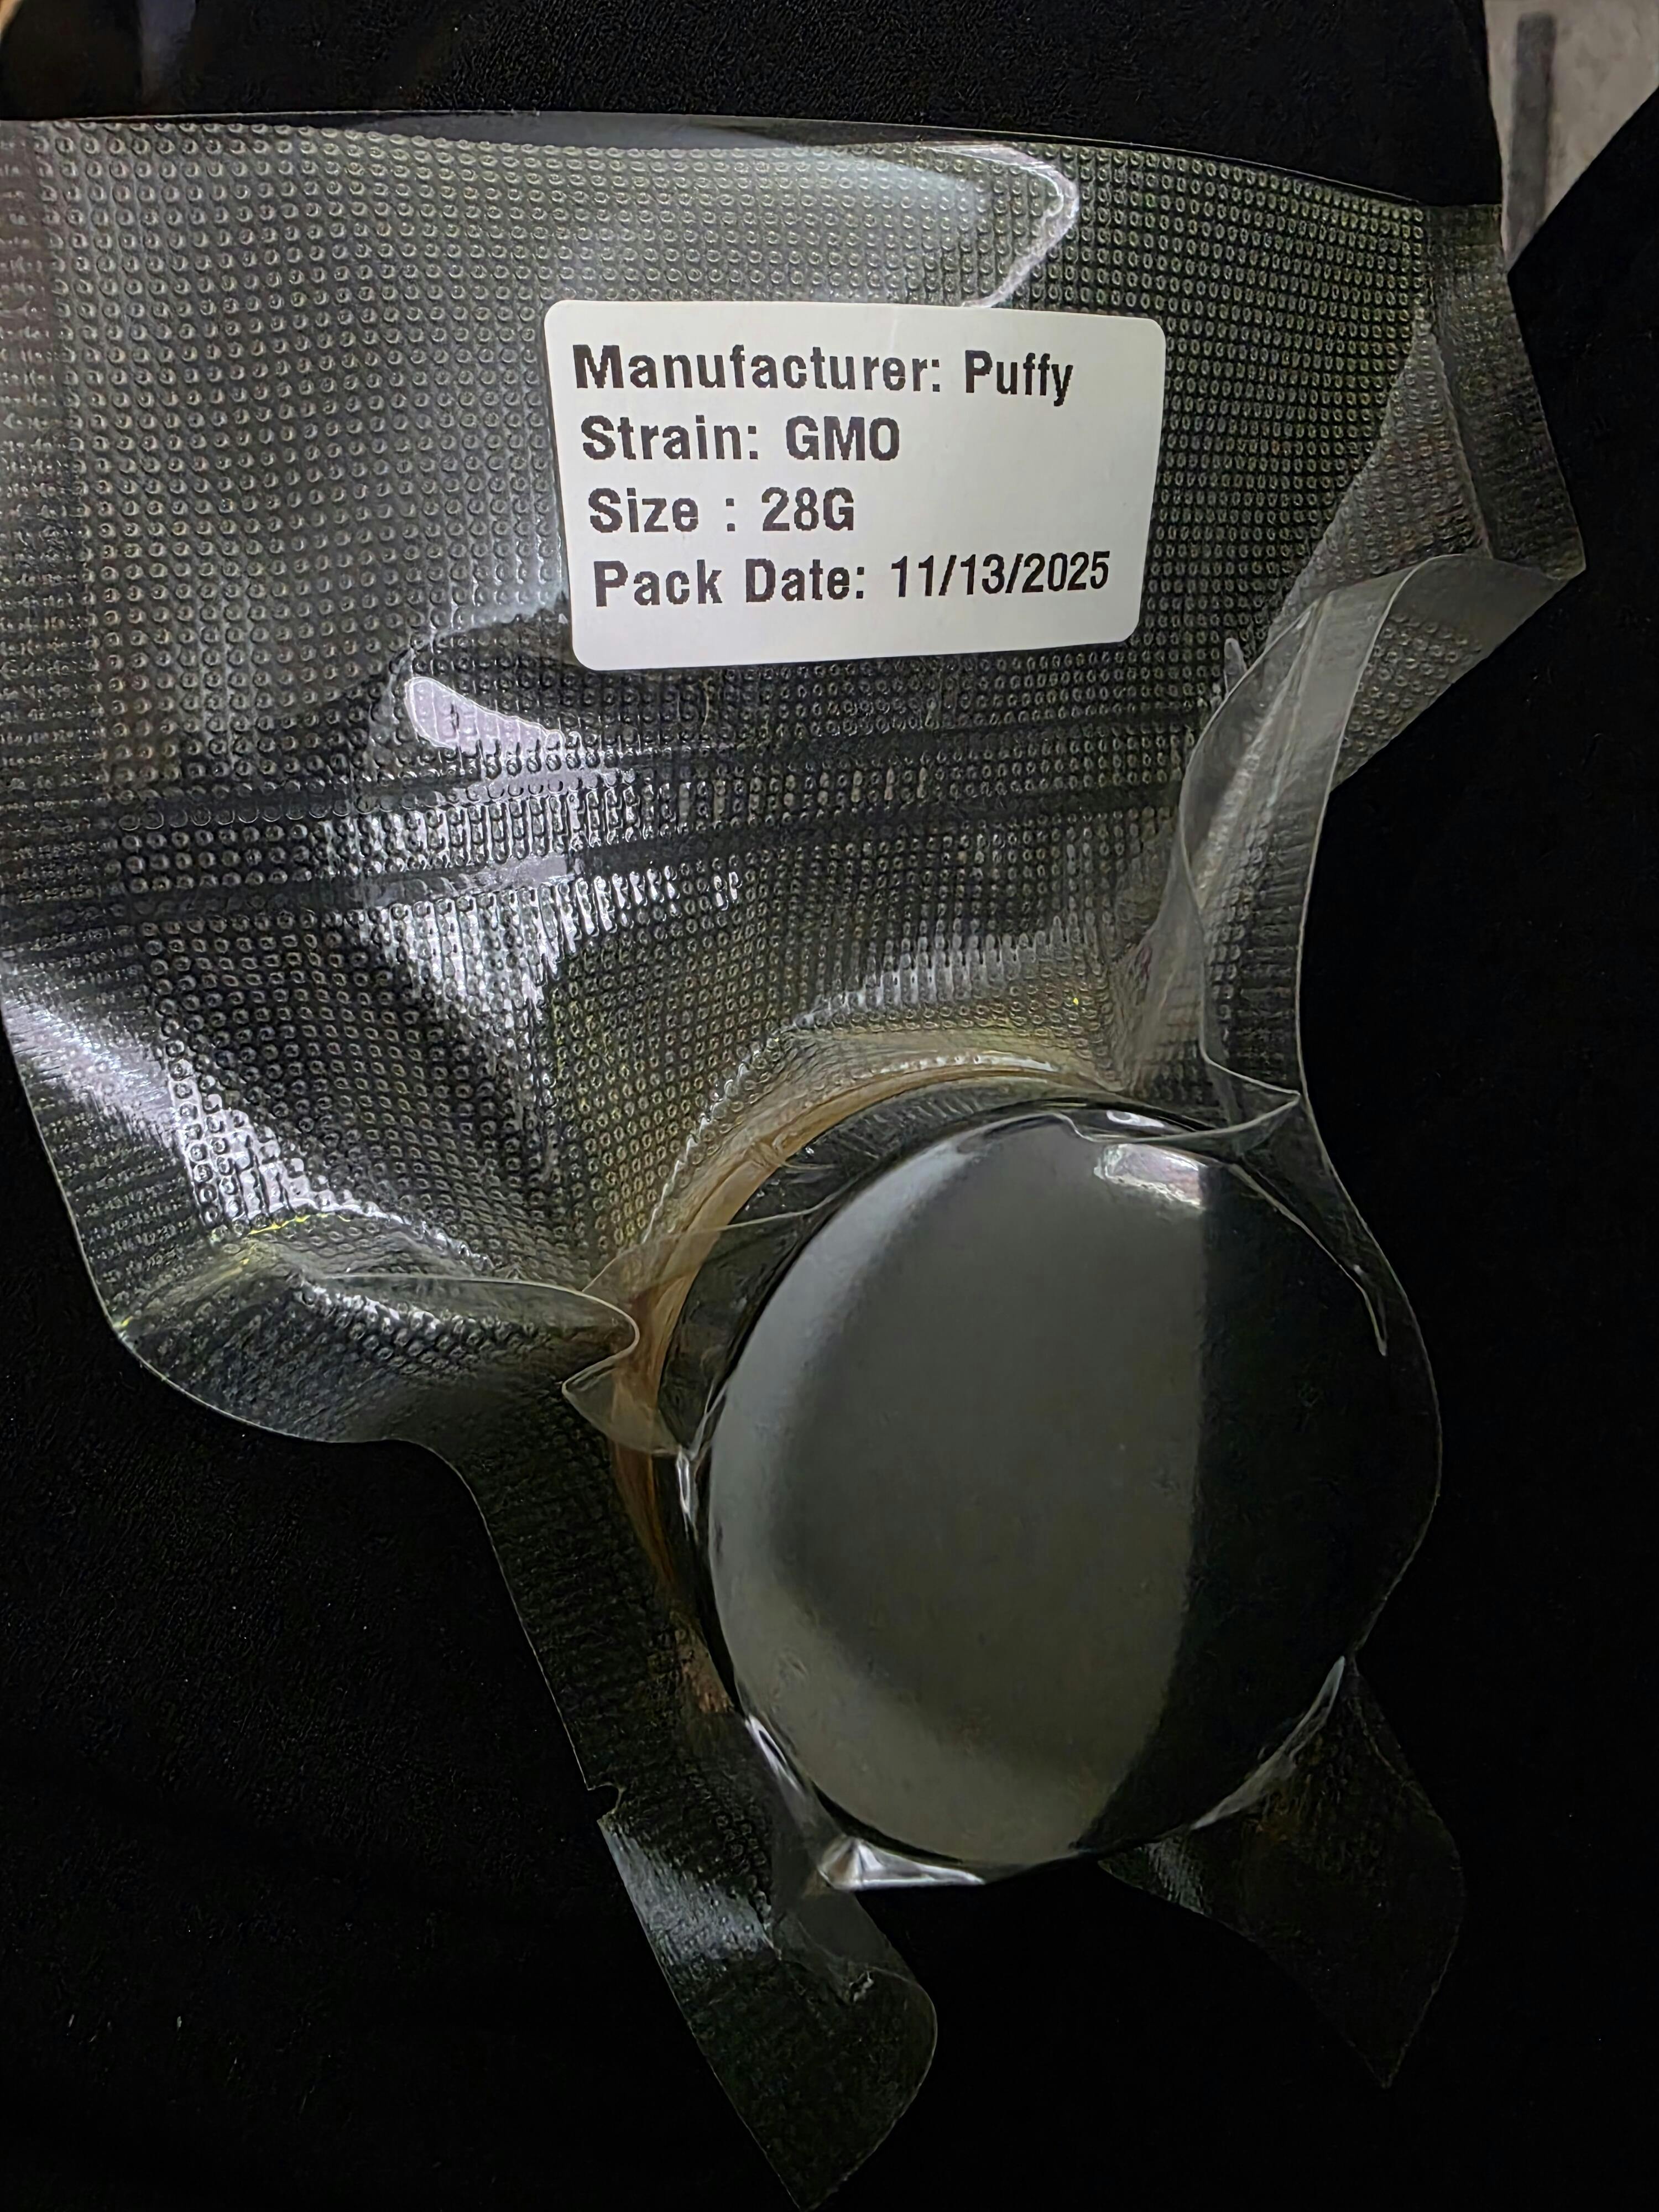 Manufacturer: Puffy
Strain: GMO
Size : 28G
Pack Date: 11/13/2025